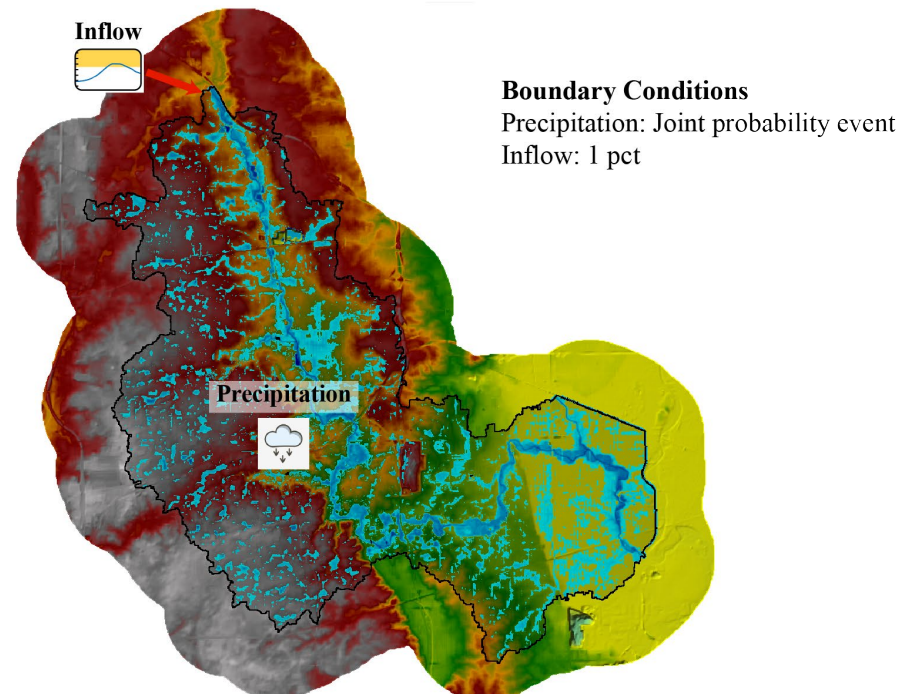 Inflow
Boundary Conditions
Precipitation: Joint probability event
Inflow: 1 pct
Precipitation